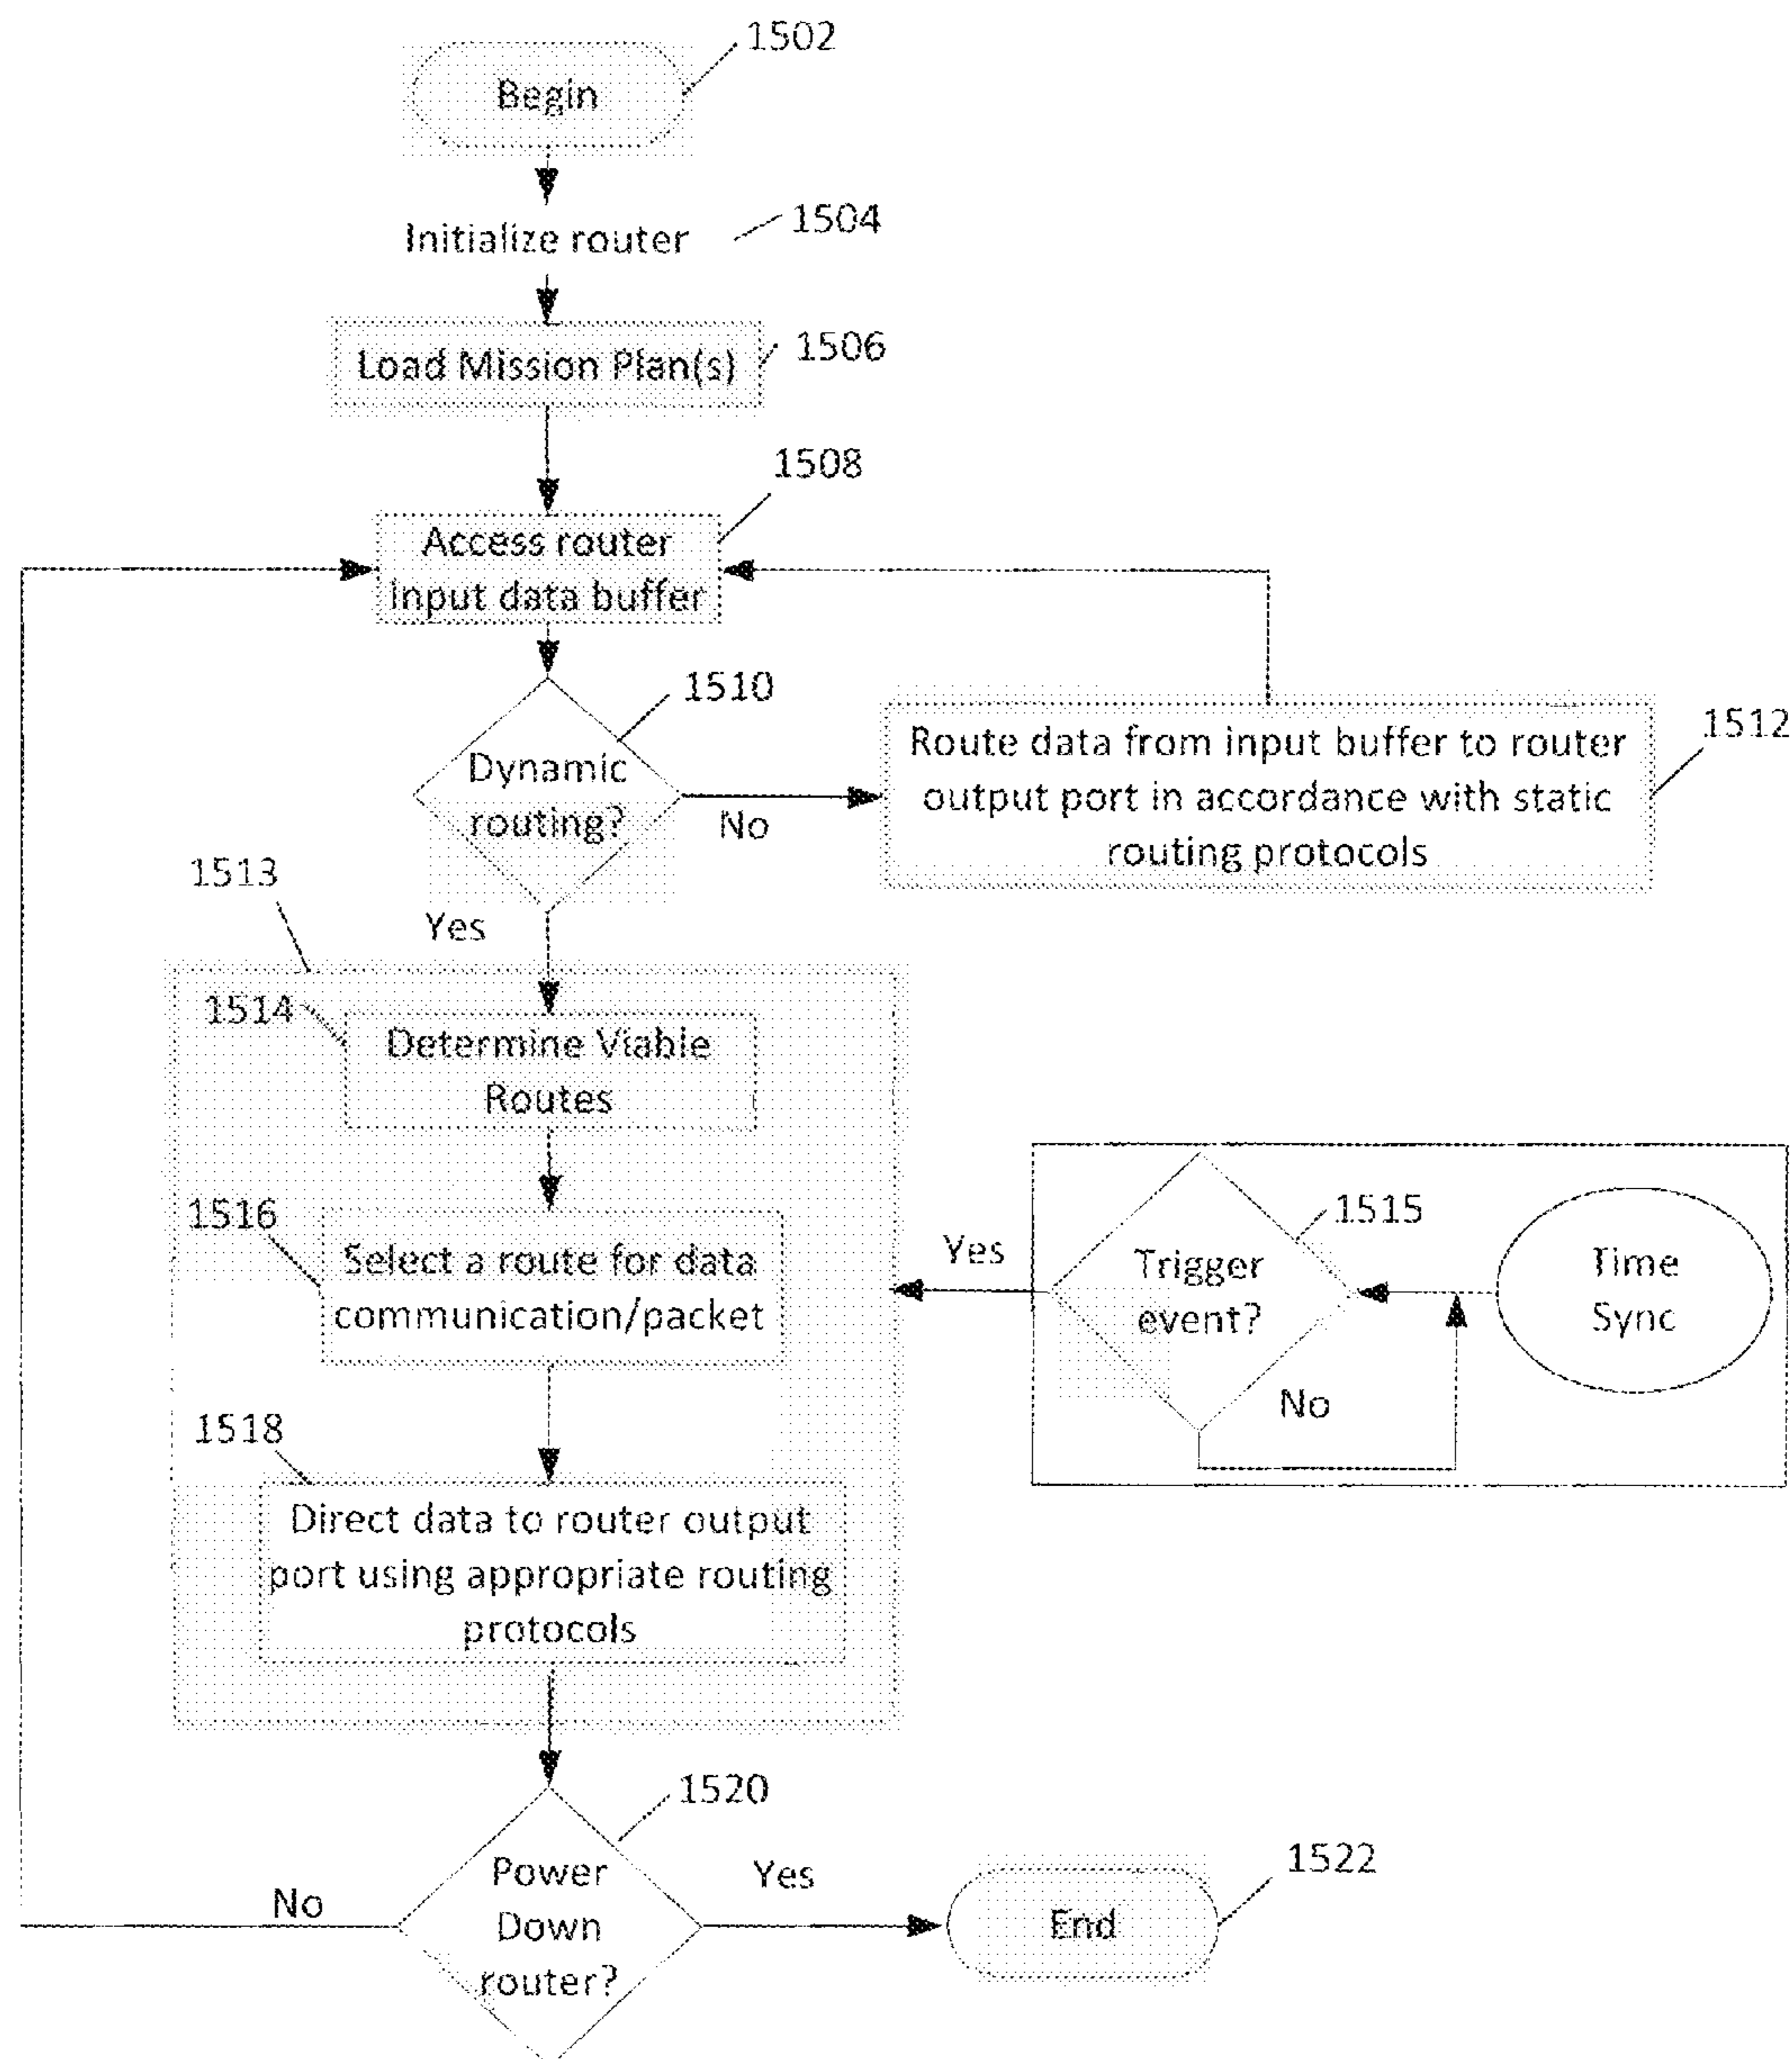 1502
Begin
1504
Initialize router
1506
Load Mission Plan(s)
1508
Access router
input data buffer
1510
Dynamic
routing?
No
1512
Route data from input buffer to router
output port in accordance with static
routing protocols
Yes
1513
1514
Determine Viable
Routes
1516
Select a route for data
communication/packet
1515
Yes
Trigger
event?
No
Time
Sync
1518
Direct data to router output
port using appropriate routing
protocols
1520
Power
Down
router?
No
Yes
1522
End